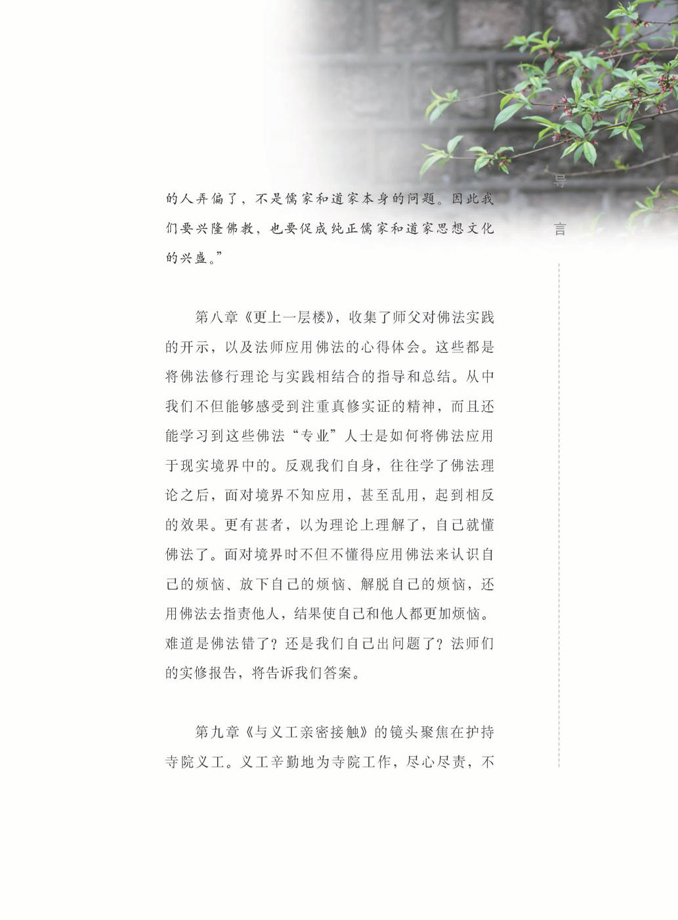 导
言
的人弄偏了，不是儒家和道家本身的问题。因此我
们要兴隆佛教，也要促成纯正儒家和道家思想文化
的兴盛。”
第八章《更上一层楼》，收集了师父对佛法实践
的开示，以及法师应用佛法的心得体会。这些都是
将佛法修行理论与实践相结合的指导和总结。从中
我们不但能够感受到注重真修实证的精神，而且还
能学习到这些佛法“专业”人士是如何将佛法应用
于现实境界中的。反观我们自身，往往学了佛法理
论之后，面对境界不知应用，甚至乱用，起到相反
的效果。更有甚者，以为理论上理解了，自己就懂
佛法了。面对境界时不但不懂得应用佛法来认识自
己的烦恼、放下自己的烦恼、解脱自己的烦恼，还
用佛法去指责他人，结果使自己和他人都更加烦恼。
难道是佛法错了？还是我们自己出问题了？法师们
的实修报告，将告诉我们答案。
第九章《与义工亲密接触》的镜头聚焦在护持
寺院义工。义工辛勤地为寺院工作，尽心尽责，不